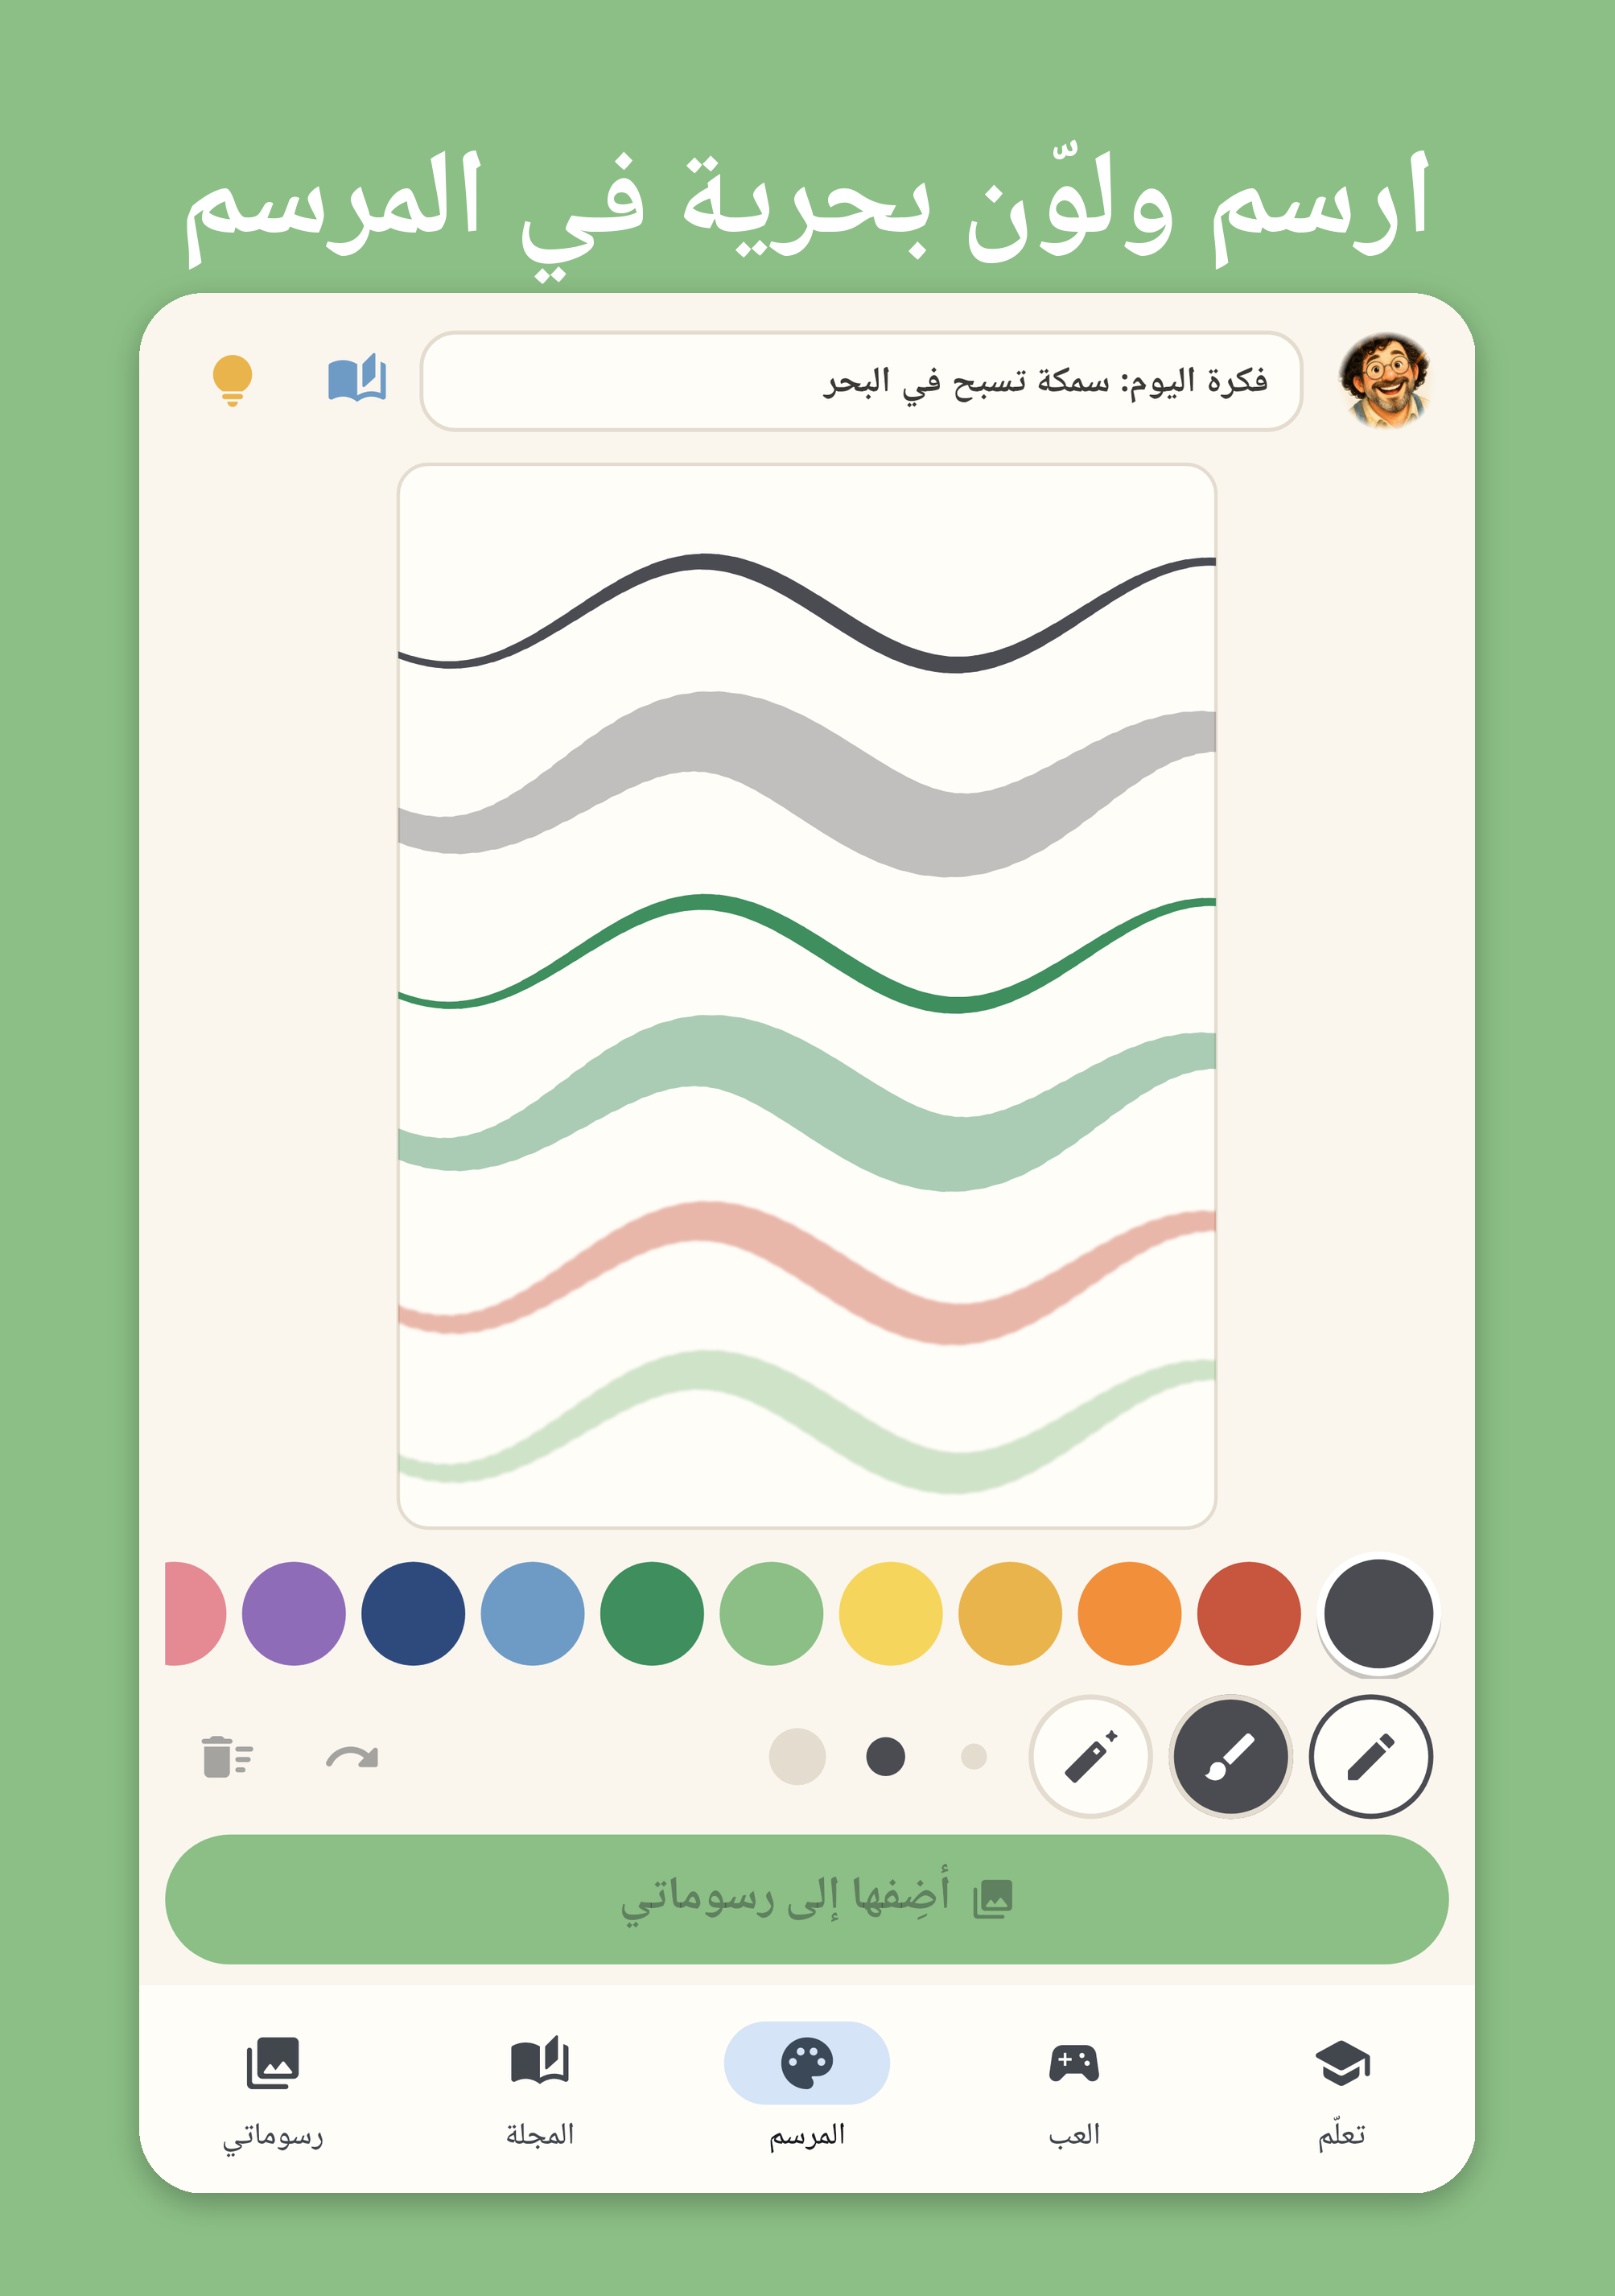 ارسم ولوّن بحرية في المرسم
فكرة اليوم: سمكة تسبح في البحر
أضِفها إلى رسوماتي
تعلّم
العب
المرسم
المجلة
رسوماتي